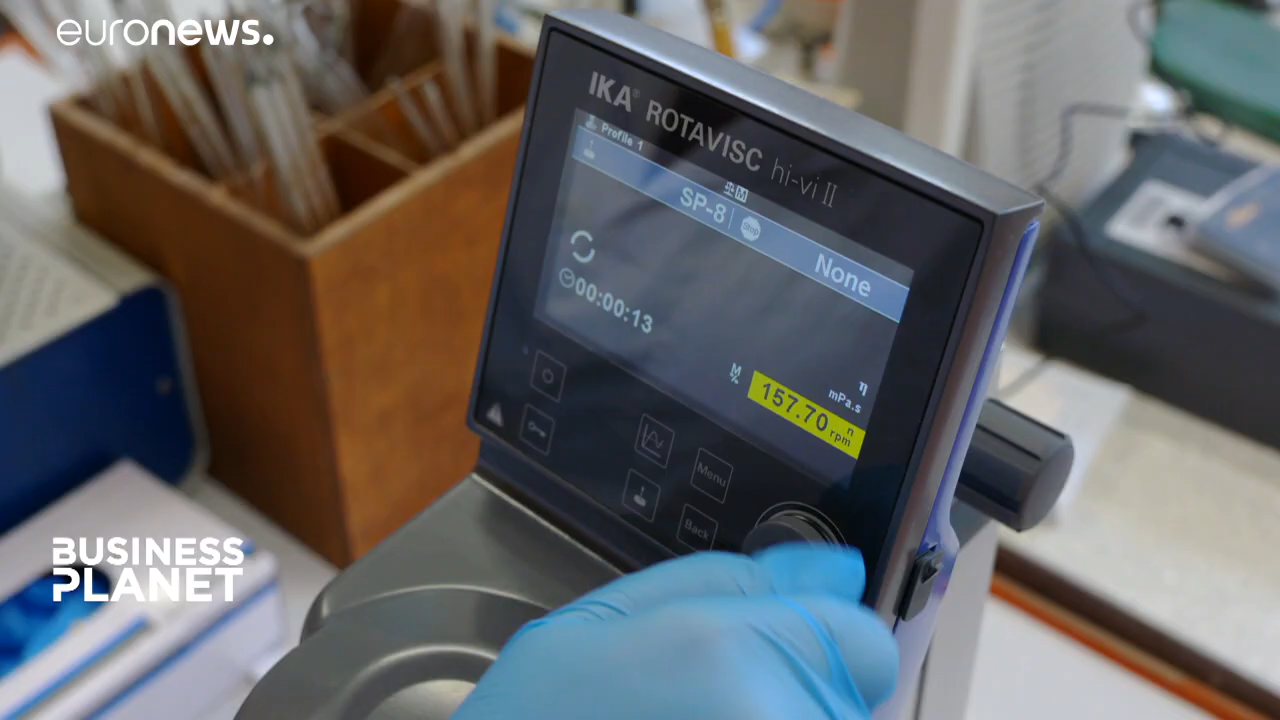 euronews.
IKA® ROTAVISC hi-vi II
Profile 1
SP-8 Stop
None
00:00:13
M
%
η
mPa.s
157.70 n
rpm
Menu
Back
BUSINESS
PLANET